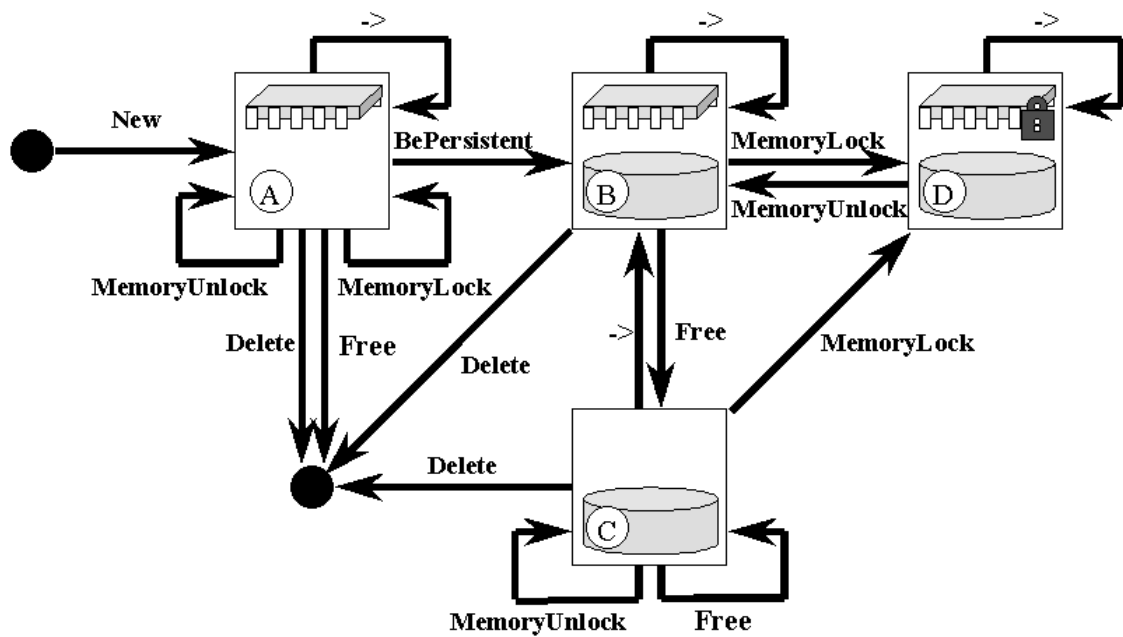 ->
->
->
New
BePersistent
MemoryLock
A
B
D
MemoryUnlock
MemoryUnlock
MemoryLock
Delete
Free
->
Free
MemoryLock
Delete
Delete
C
MemoryUnlock
Free